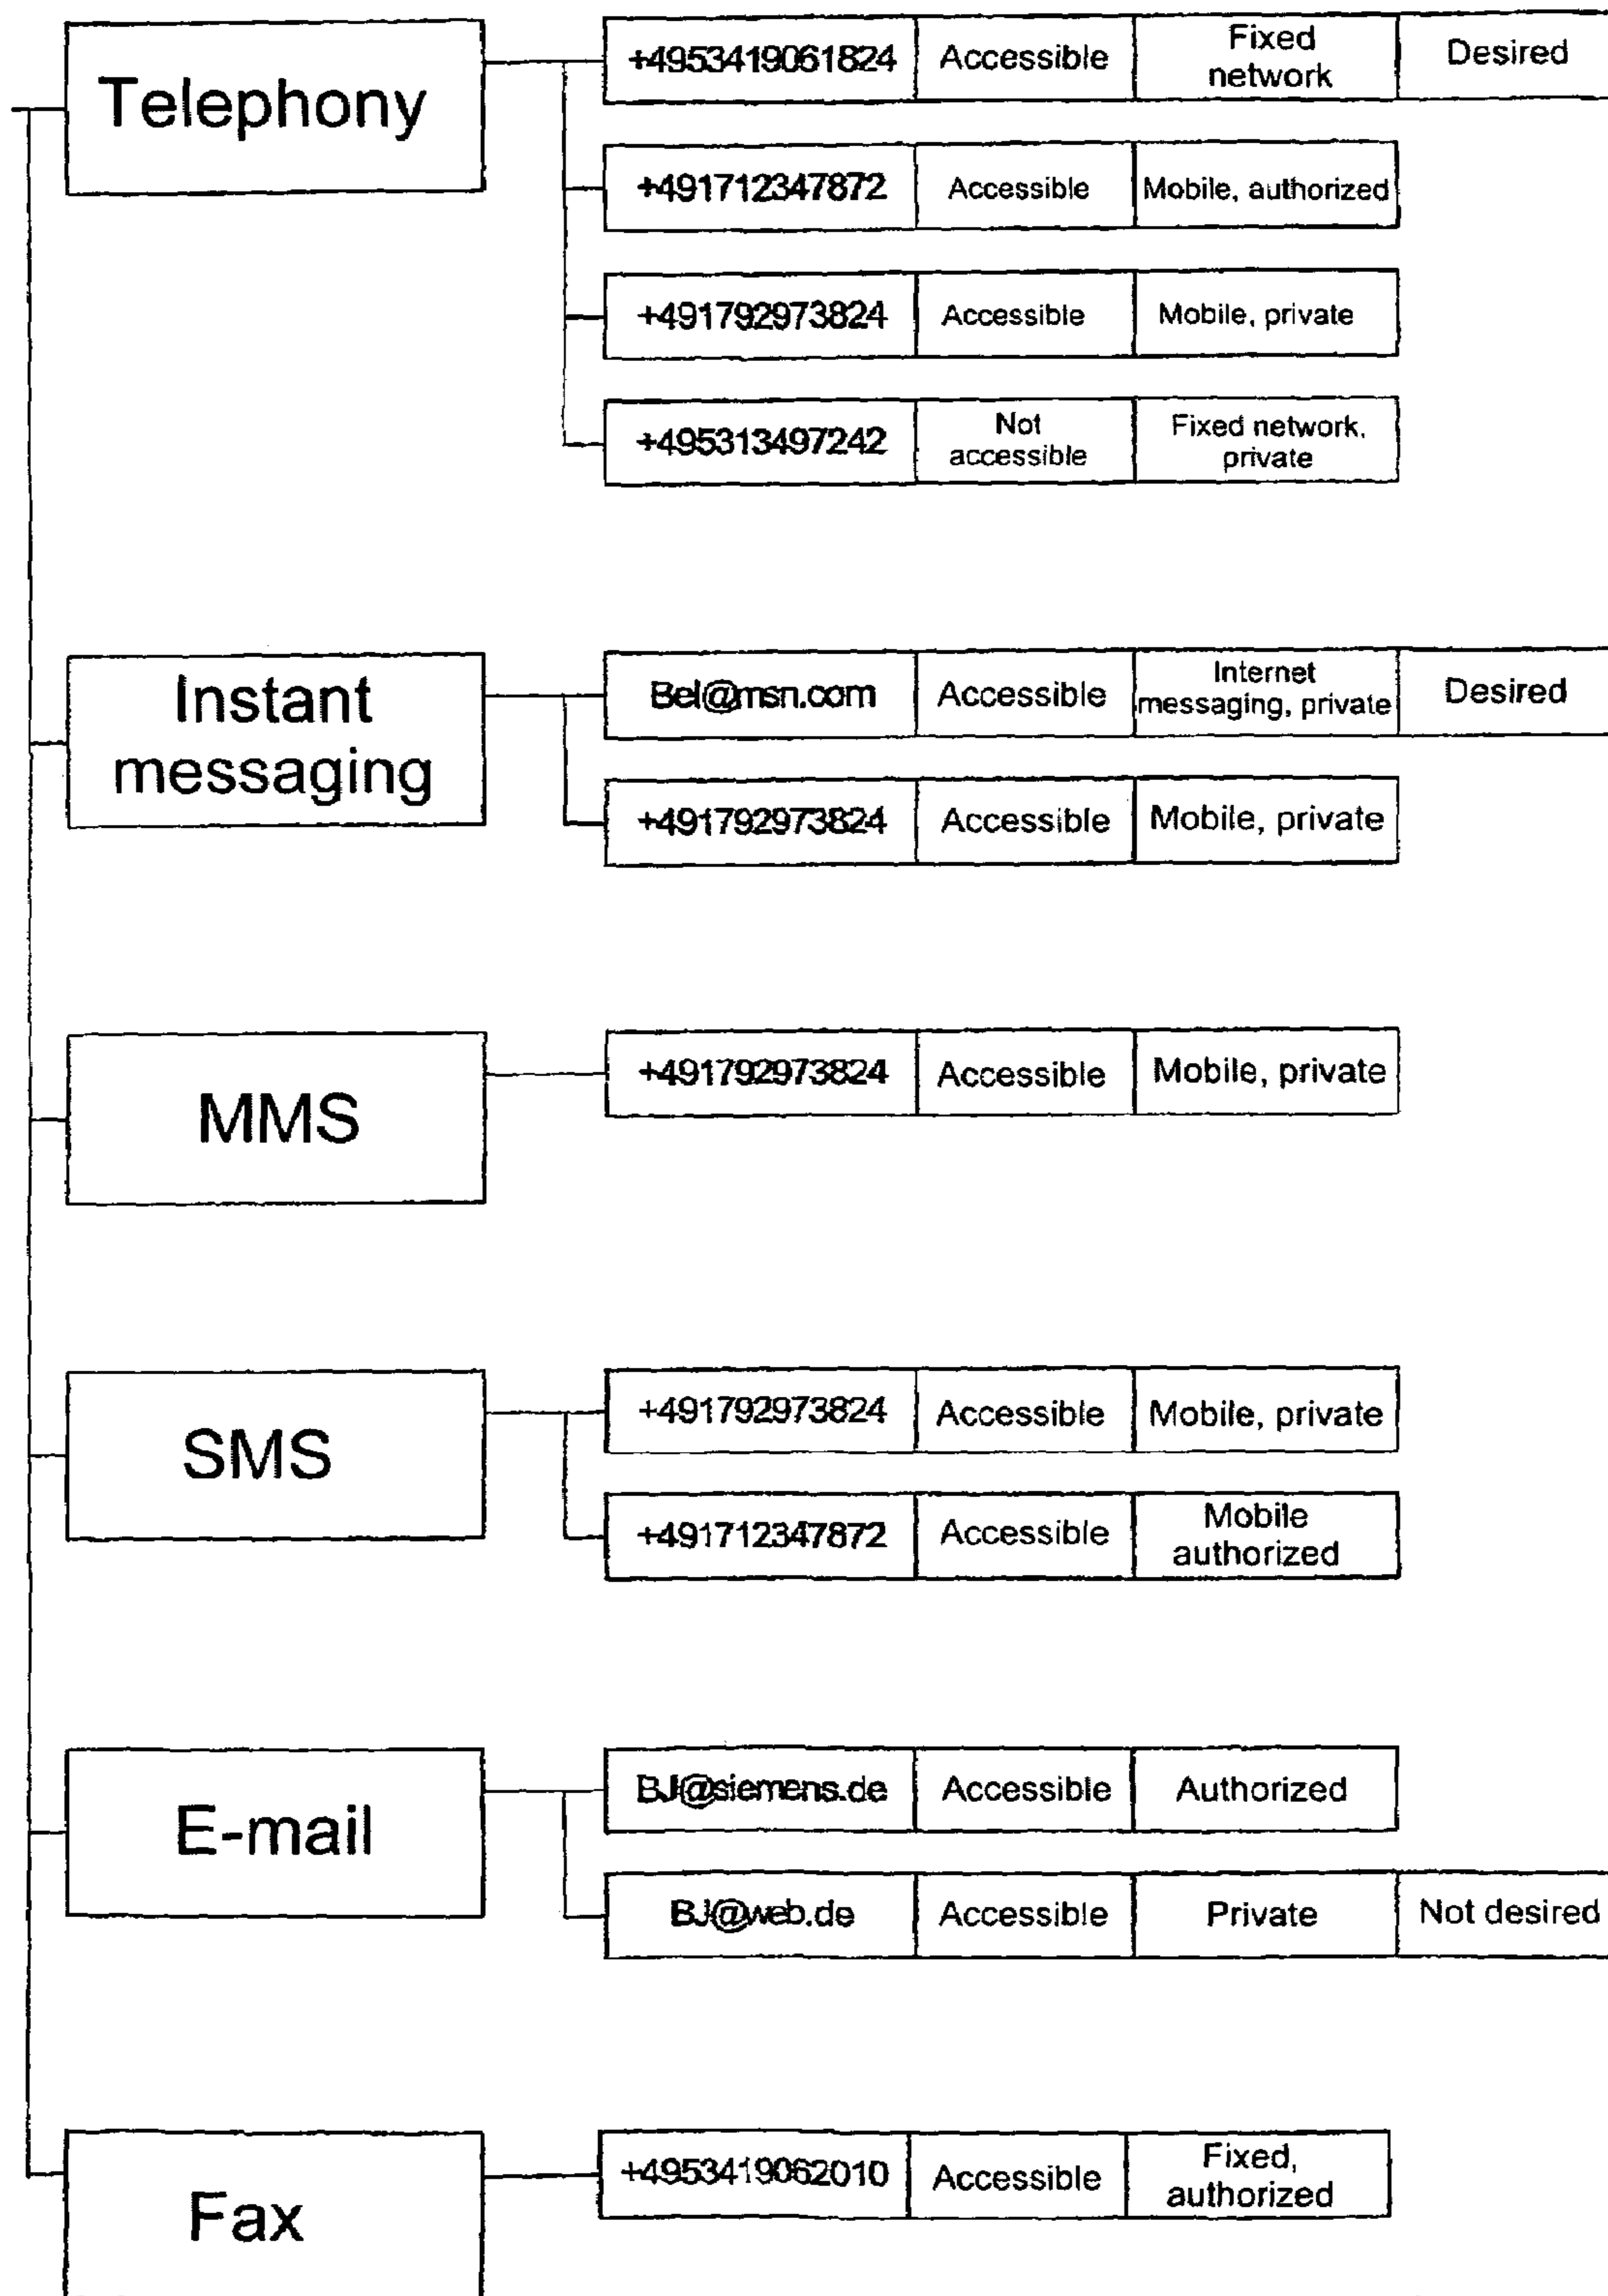 Telephony
+4953419061824 Accessible Fixed network Desired
+491712347872 Accessible Mobile, authorized
+491792973824 Accessible Mobile, private
+495313497242 Not accessible Fixed network, private
Instant messaging
Bel@msn.com Accessible Internet messaging, private Desired
+491792973824 Accessible Mobile, private
MMS
+491792973824 Accessible Mobile, private
SMS
+491792973824 Accessible Mobile, private
+491712347872 Accessible Mobile authorized
E-mail
BJ@siemens.de Accessible Authorized
BJ@web.de Accessible Private Not desired
Fax
+4953419062010 Accessible Fixed, authorized